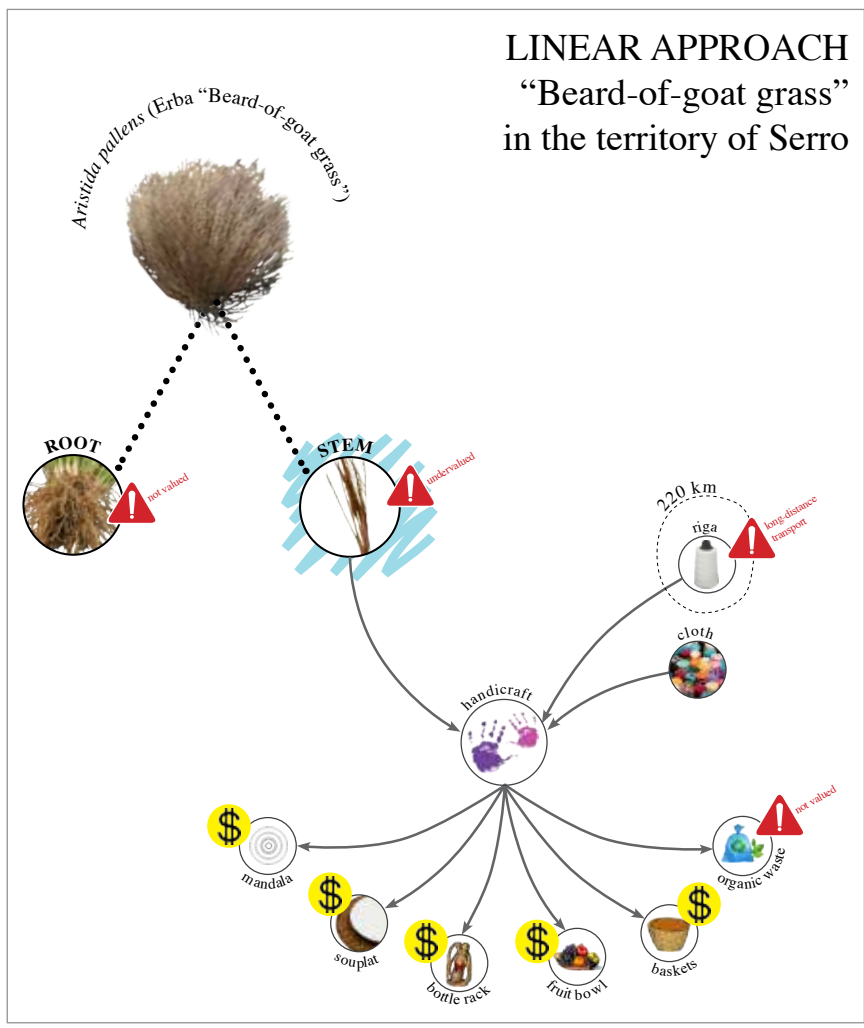 LINEAR APPROACH
“Beard-of-goat grass”
in the territory of Serro
Aristida pallens (Erba “Beard-of-goat grass”)
ROOT
not valued
STEM
undervalued
220 km
riga
long-distance
transport
cloth
handicraft
$
mandala
$
souplat
$
bottle rack
$
fruit bowl
$
baskets
not valued
organic waste